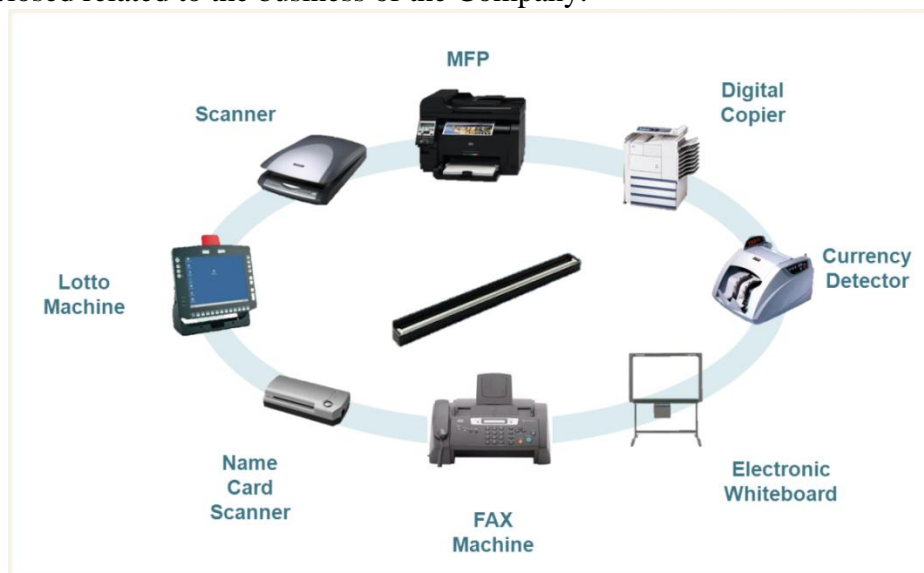 MFP
Digital
Copier
Scanner
Currency
Detector
Lotto
Machine
Electronic
Whiteboard
Name
Card
Scanner
FAX
Machine